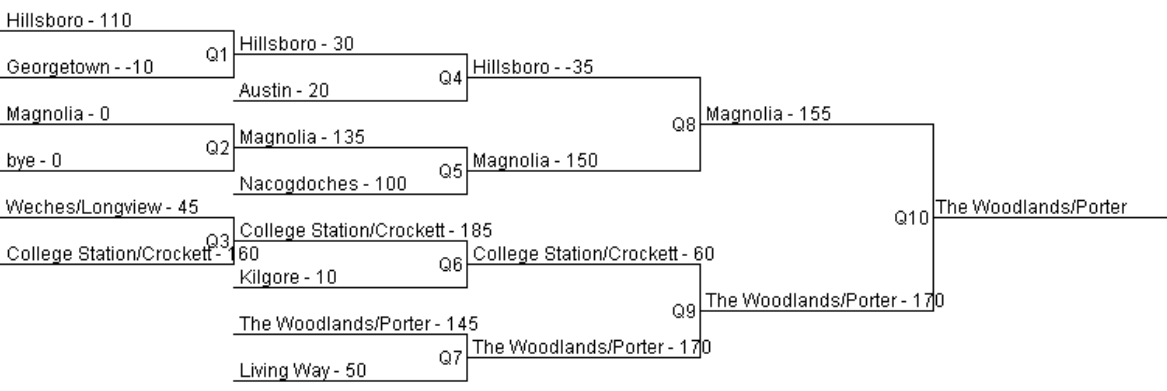 Hillsboro - 110
Q1
Hillsboro - 30
Georgetown - -10
Q4
Hillsboro - -35
Austin - 20
Magnolia - 0
Q8
Magnolia - 155
Q2
Magnolia - 135
bye - 0
Q5
Magnolia - 150
Nacogdoches - 100
Weches/Longview - 45
Q10
The Woodlands/Porter
Q3
College Station/Crockett - 185
College Station/Crockett - 160
Q6
College Station/Crockett - 60
Kilgore - 10
Q9
The Woodlands/Porter - 170
The Woodlands/Porter - 145
Q7
The Woodlands/Porter - 170
Living Way - 50